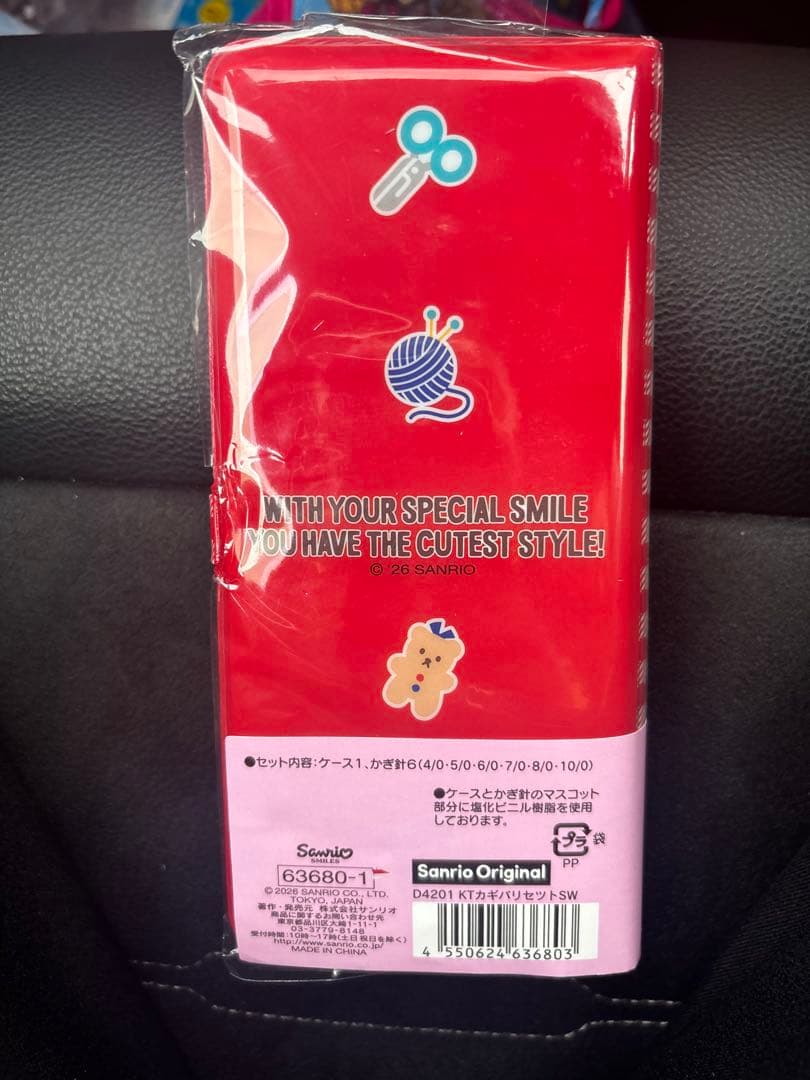 WITH YOUR SPECIAL SMILE
YOU HAVE THE CUTEST STYLE!
© '26 SANRIO
●セット内容:ケース1、かぎ針6(4/0・5/0・6/0・7/0・8/0・10/0)
●ケースとかぎ針のマスコット
部分に塩化ビニル樹脂を使用
しております。
プラ 袋
PP
Sanrio
SMILES
63680-1
© 2026 SANRIO CO., LTD.
TOKYO, JAPAN
著作・発売元 株式会社サンリオ
商品に関するお問い合わせ先
東京都品川区大崎1-11-1
03-3779-8148
受付時間:10時〜17時(土日祝日を除く)
http://www.sanrio.co.jp/
MADE IN CHINA
Sanrio Original
D4201 KTカギバリセットSW
4 550624 636803